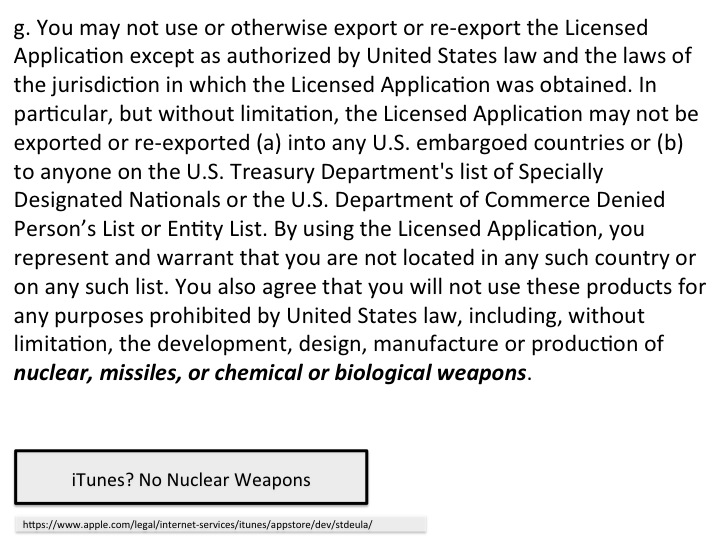 g. You may not use or otherwise export or re-export the Licensed
Application except as authorized by United States law and the laws of
the jurisdiction in which the Licensed Application was obtained. In
particular, but without limitation, the Licensed Application may not be
exported or re-exported (a) into any U.S. embargoed countries or (b)
to anyone on the U.S. Treasury Department's list of Specially
Designated Nationals or the U.S. Department of Commerce Denied
Person’s List or Entity List. By using the Licensed Application, you
represent and warrant that you are not located in any such country or
on any such list. You also agree that you will not use these products for
any purposes prohibited by United States law, including, without
limitation, the development, design, manufacture or production of
nuclear, missiles, or chemical or biological weapons.
iTunes? No Nuclear Weapons
https://www.apple.com/legal/internet-services/itunes/appstore/dev/stdeula/